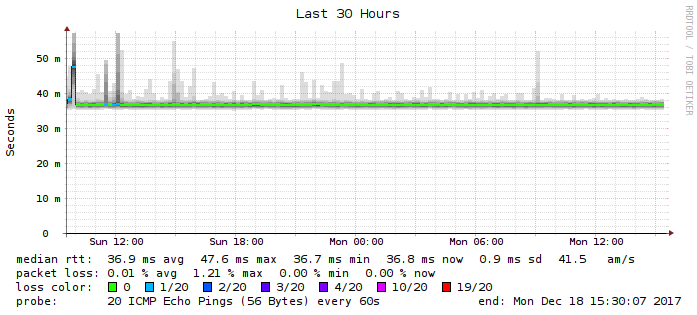 Last 30 Hours
RRDTOOL / TOBI OETIKER
Seconds
50 m
40 m
30 m
20 m
10 m
0
Sun 12:00 Sun 18:00 Mon 00:00 Mon 06:00 Mon 12:00
median rtt: 36.9 ms avg 47.6 ms max 36.7 ms min 36.8 ms now 0.9 ms sd 41.5 am/s
packet loss: 0.01 % avg 1.21 % max 0.00 % min 0.00 % now
loss color: 0 1/20 2/20 3/20 4/20 10/20 19/20
probe: 20 ICMP Echo Pings (56 Bytes) every 60s end: Mon Dec 18 15:30:07 2017